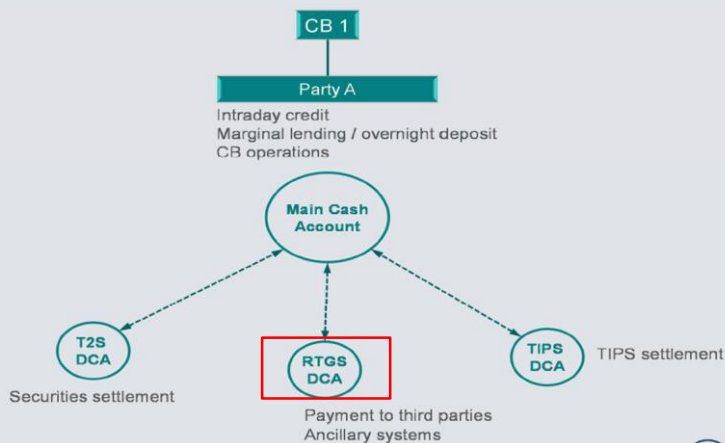 CB 1
Party A
Intraday credit
Marginal lending / overnight deposit
CB operations
Main Cash
Account
T2S
DCA
Securities settlement
RTGS
DCA
Payment to third parties
Ancillary systems
TIPS
DCA
TIPS settlement